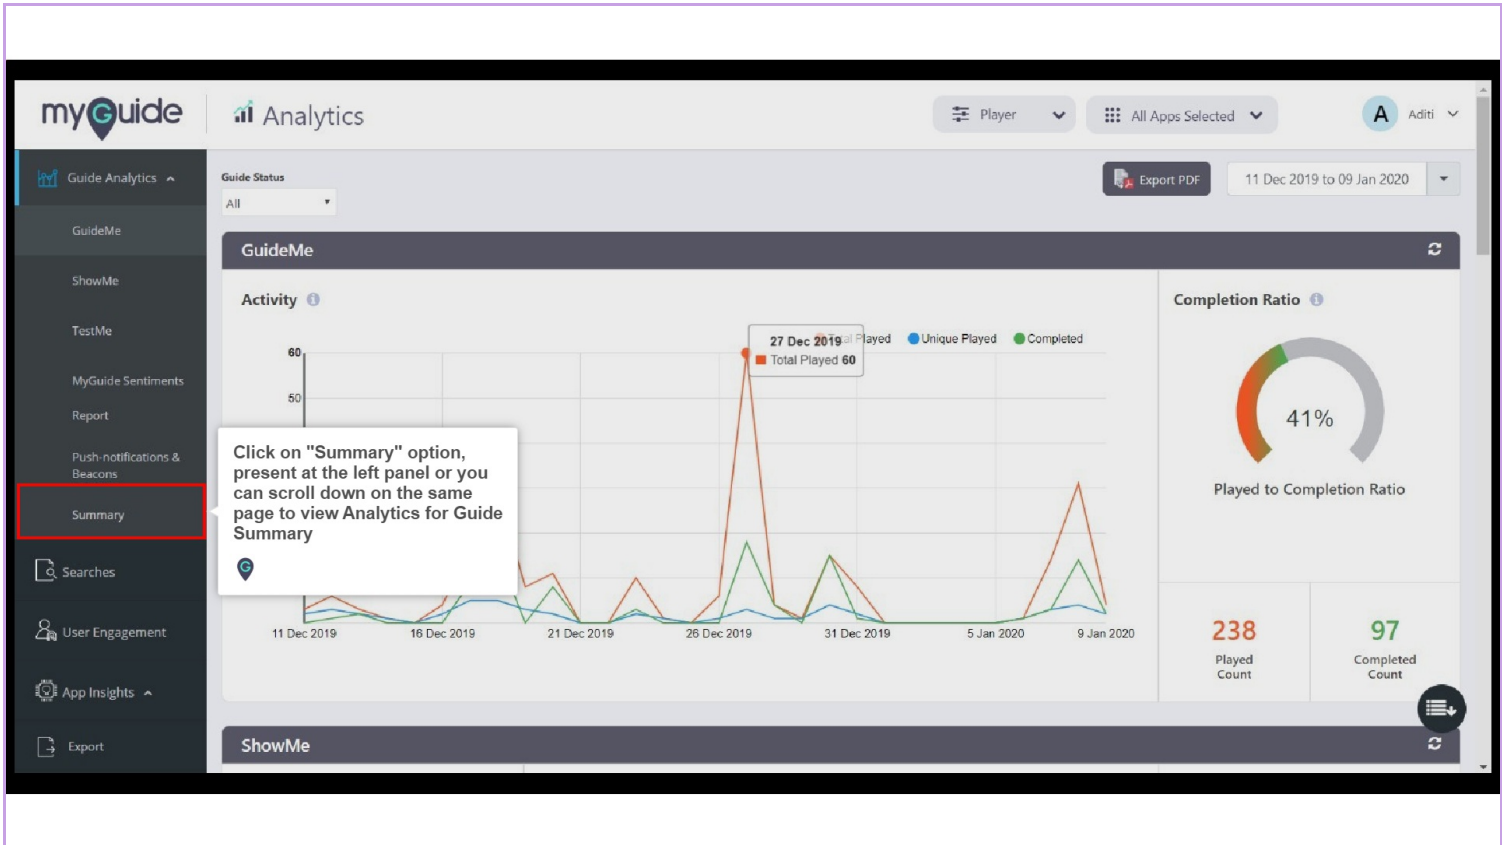 myGuide
Analytics
Player
All Apps Selected
A
Aditi
Guide Analytics
GuideMe
ShowMe
TestMe
MyGuide Sentiments
Report
Push-notifications &
Beacons
Summary
Searches
User Engagement
App Insights
Export
Guide Status
All
Export PDF
11 Dec 2019 to 09 Jan 2020
GuideMe
Activity
27 Dec 2019
Total Played 60
Played
Unique Played
Completed
60
50
11 Dec 2019
16 Dec 2019
21 Dec 2019
26 Dec 2019
31 Dec 2019
5 Jan 2020
9 Jan 2020
Click on "Summary" option,
present at the left panel or you
can scroll down on the same
page to view Analytics for Guide
Summary
G
Completion Ratio
41%
Played to Completion Ratio
238
Played
Count
97
Completed
Count
ShowMe